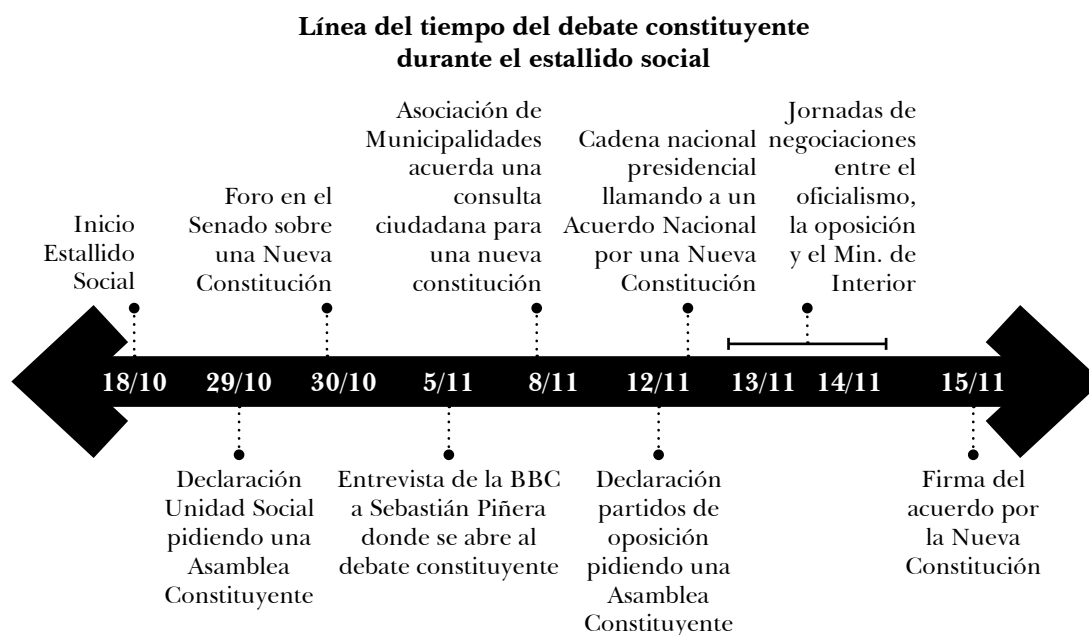 Línea del tiempo del debate constituyente
durante el estallido social
Inicio
Estallido
Social
Foro en el
Senado sobre
una Nueva
Constitución
Asociación de
Municipalidades
acuerda una
consulta
ciudadana para
una nueva
constitución
Cadena nacional
presidencial
llamando a un
Acuerdo Nacional
por una Nueva
Constitución
Jornadas de
negociaciones
entre el
oficialismo,
la oposición
y el Min. de
Interior
18/10 29/10 30/10 5/11 8/11 12/11 13/11 14/11 15/11
Declaración
Unidad Social
pidiendo una
Asamblea
Constituyente
Entrevista de la BBC
a Sebastián Piñera
donde se abre al
debate constituyente
Declaración
partidos de
oposición
pidiendo una
Asamblea
Constituyente
Firma del
acuerdo por
la Nueva
Constitución